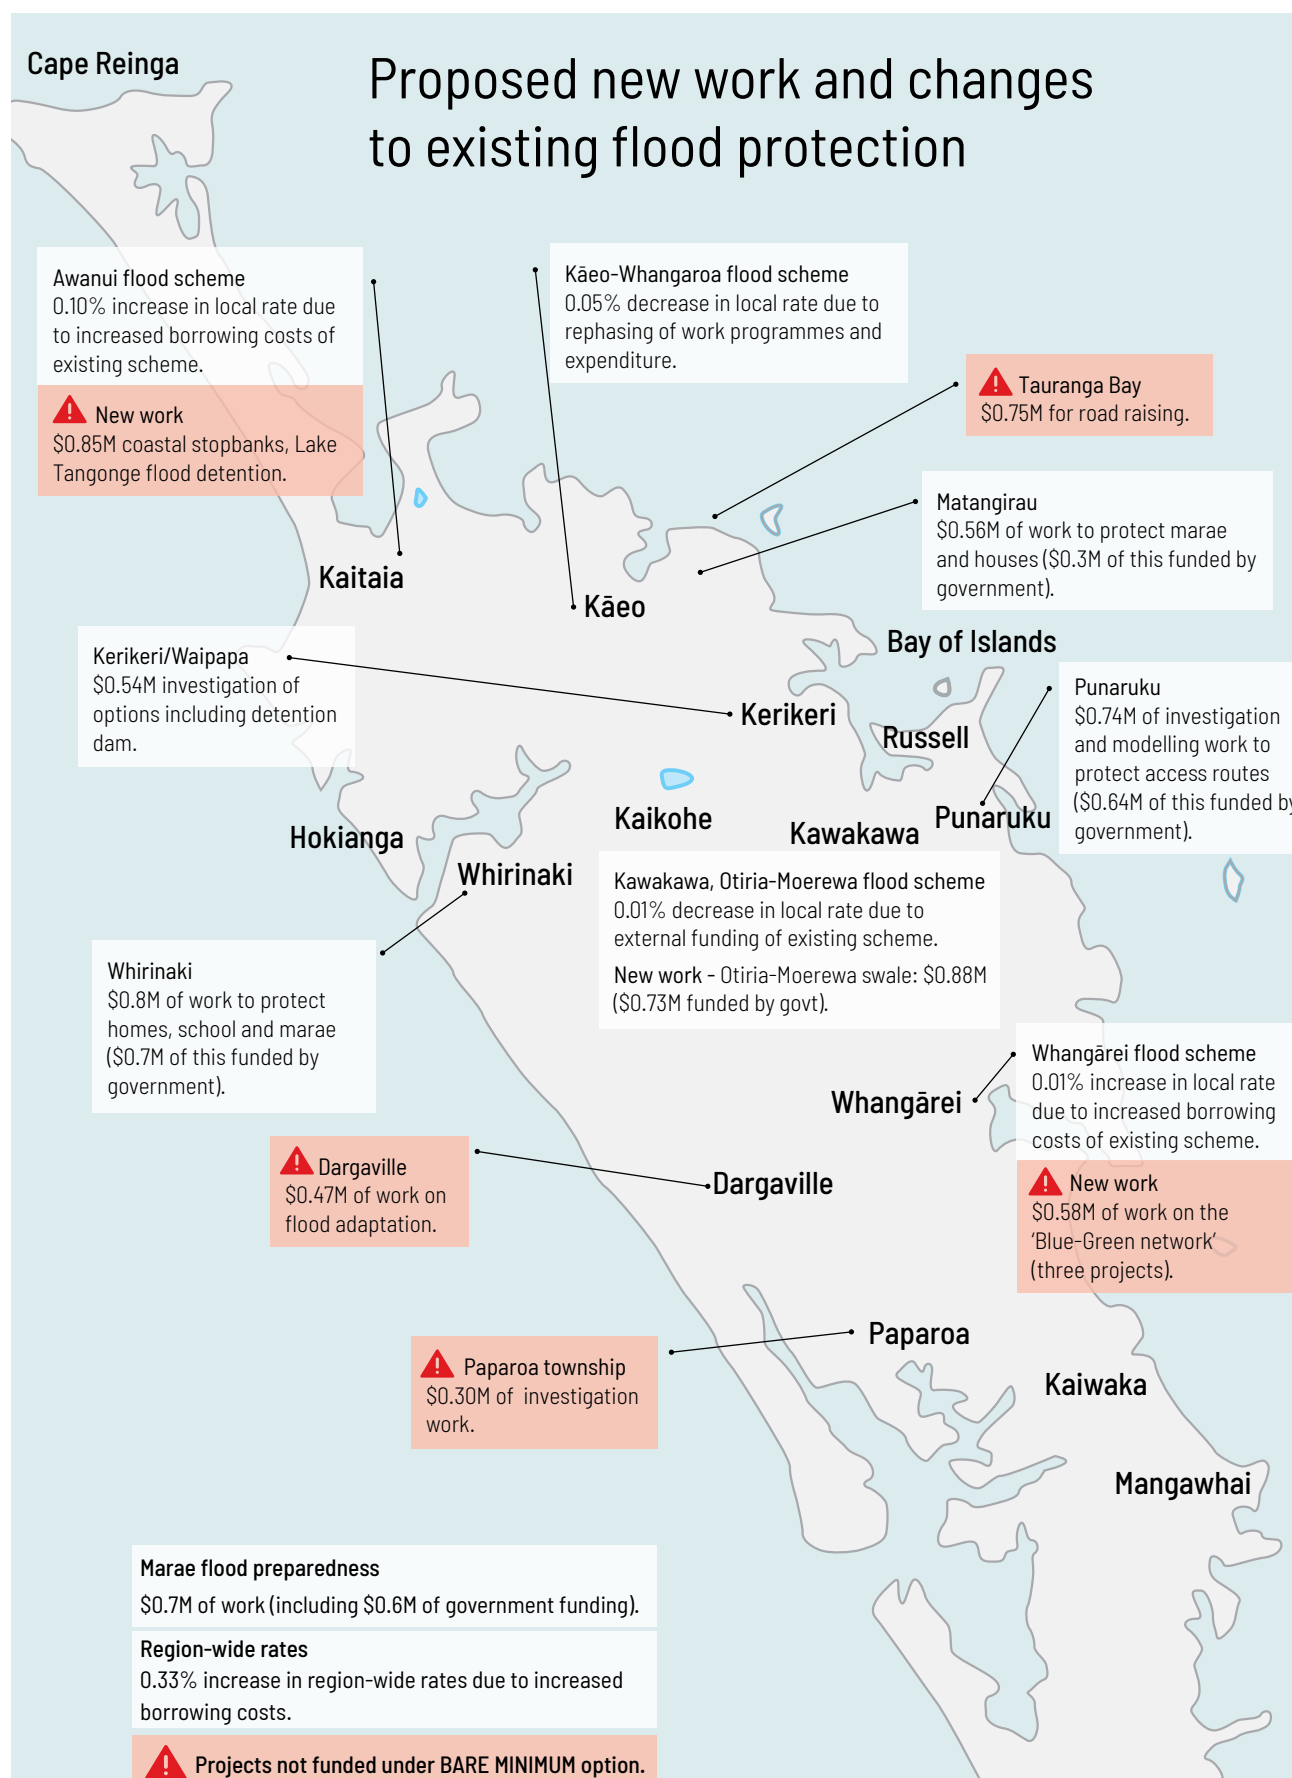 Cape Reinga
Proposed new work and changes
to existing flood protection
Awanui flood scheme
0.10% increase in local rate due
to increased borrowing costs of
existing scheme.
New work
$0.85M coastal stopbanks, Lake
Tangonge flood detention.
Kāeo-Whangaroa flood scheme
0.05% decrease in local rate due to
rephasing of work programmes and
expenditure.
Tauranga Bay
$0.75M for road raising.
Matangirau
$0.56M of work to protect marae
and houses ($0.3M of this funded by
government).
Kaitaia
Kāeo
Bay of Islands
Kerikeri/Waipapa
$0.54M investigation of
options including detention
dam.
Kerikeri
Russell
Punaruku
$0.74M of investigation
and modelling work to
protect access routes
($0.64M of this funded by
government).
Hokianga
Kaikohe
Kawakawa
Punaruku
Whirinaki
Kawakawa, Otiria-Moerewa flood scheme
0.01% decrease in local rate due to
external funding of existing scheme.
New work - Otiria-Moerewa swale: $0.88M
($0.73M funded by govt).
Whirinaki
$0.8M of work to protect
homes, school and marae
($0.7M of this funded by
government).
Whangārei
Whangārei flood scheme
0.01% increase in local rate
due to increased borrowing
costs of existing scheme.
New work
$0.58M of work on the
‘Blue-Green network’
(three projects).
Dargaville
$0.47M of work on
flood adaptation.
Dargaville
Paparoa township
$0.30M of investigation
work.
Paparoa
Kaiwaka
Mangawhai
Marae flood preparedness
$0.7M of work (including $0.6M of government funding).
Region-wide rates
0.33% increase in region-wide rates due to increased
borrowing costs.
Projects not funded under BARE MINIMUM option.